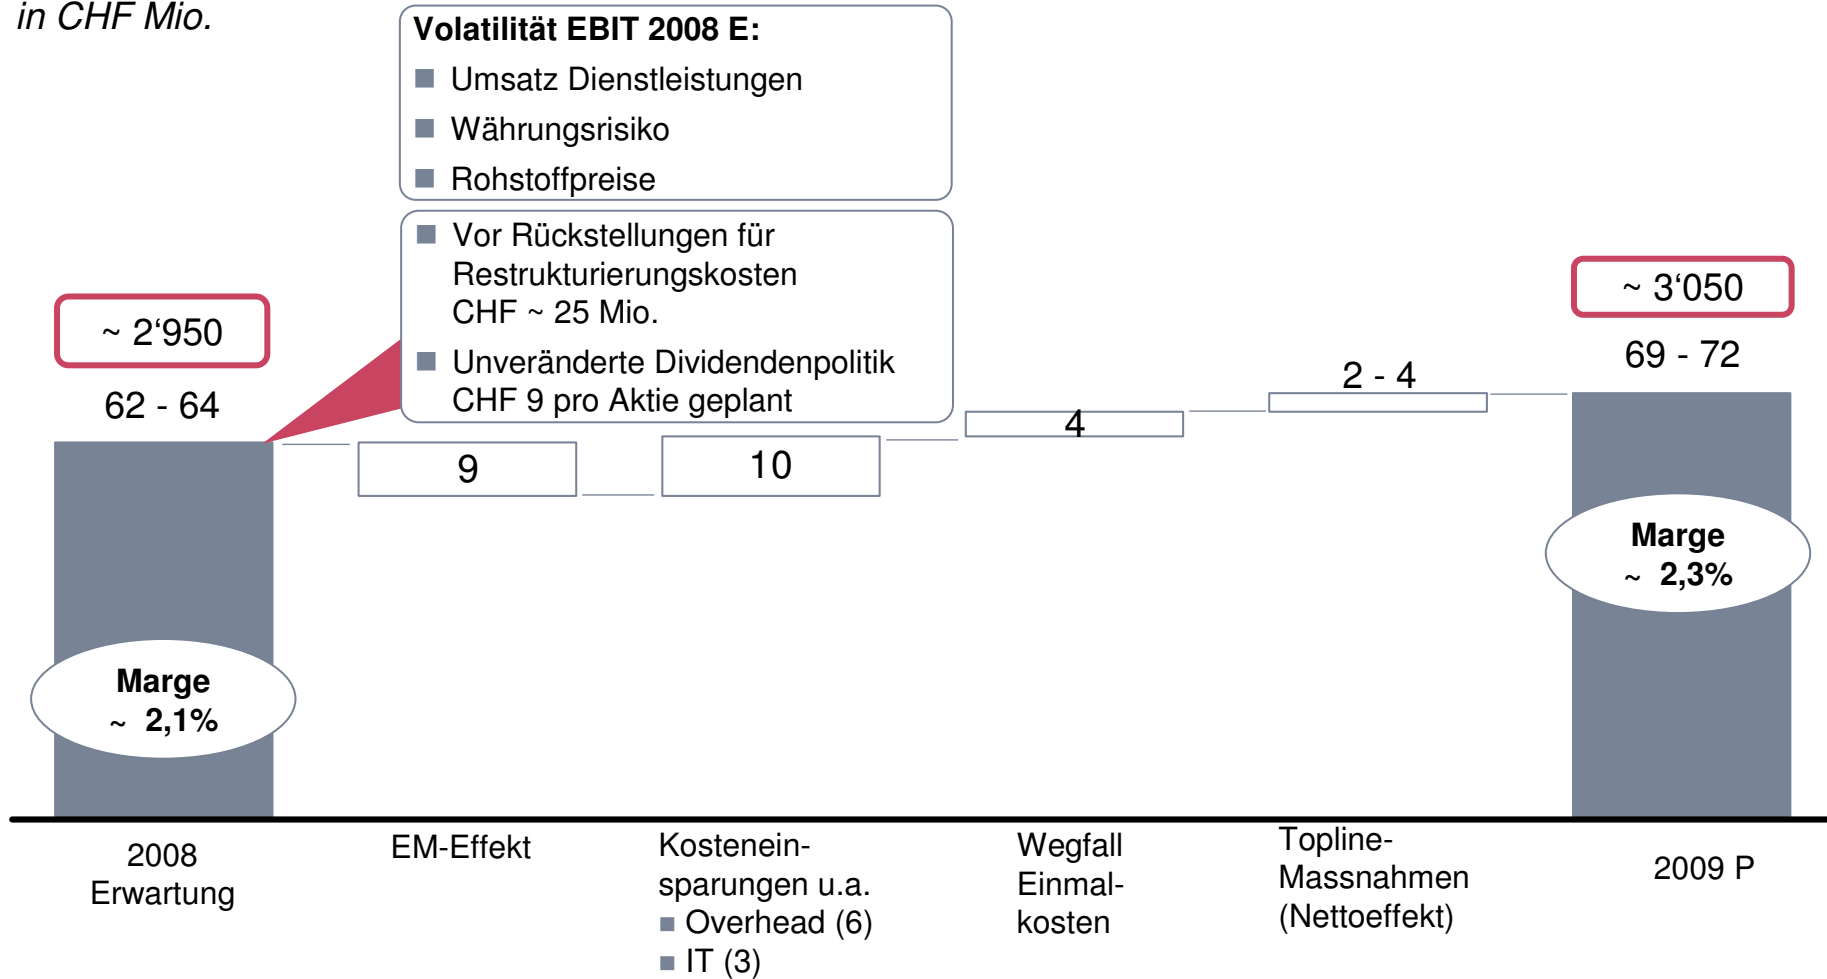 in CHF Mio.
Volatilität EBIT 2008 E:
Umsatz Dienstleistungen
Währungsrisiko
Rohstoffpreise
Vor Rückstellungen für
Restrukturierungskosten
CHF ~ 25 Mio.
Unveränderte Dividendenpolitik
CHF 9 pro Aktie geplant
~ 2‘950
62 - 64
9
10
4
2 - 4
~ 3‘050
69 - 72
Marge
~ 2,1%
Marge
~ 2,3%
2008
Erwartung
EM-Effekt
Kostenein-
sparungen u.a.
Overhead (6)
IT (3)
Wegfall
Einmal-
kosten
Topline-
Massnahmen
(Nettoeffekt)
2009 P